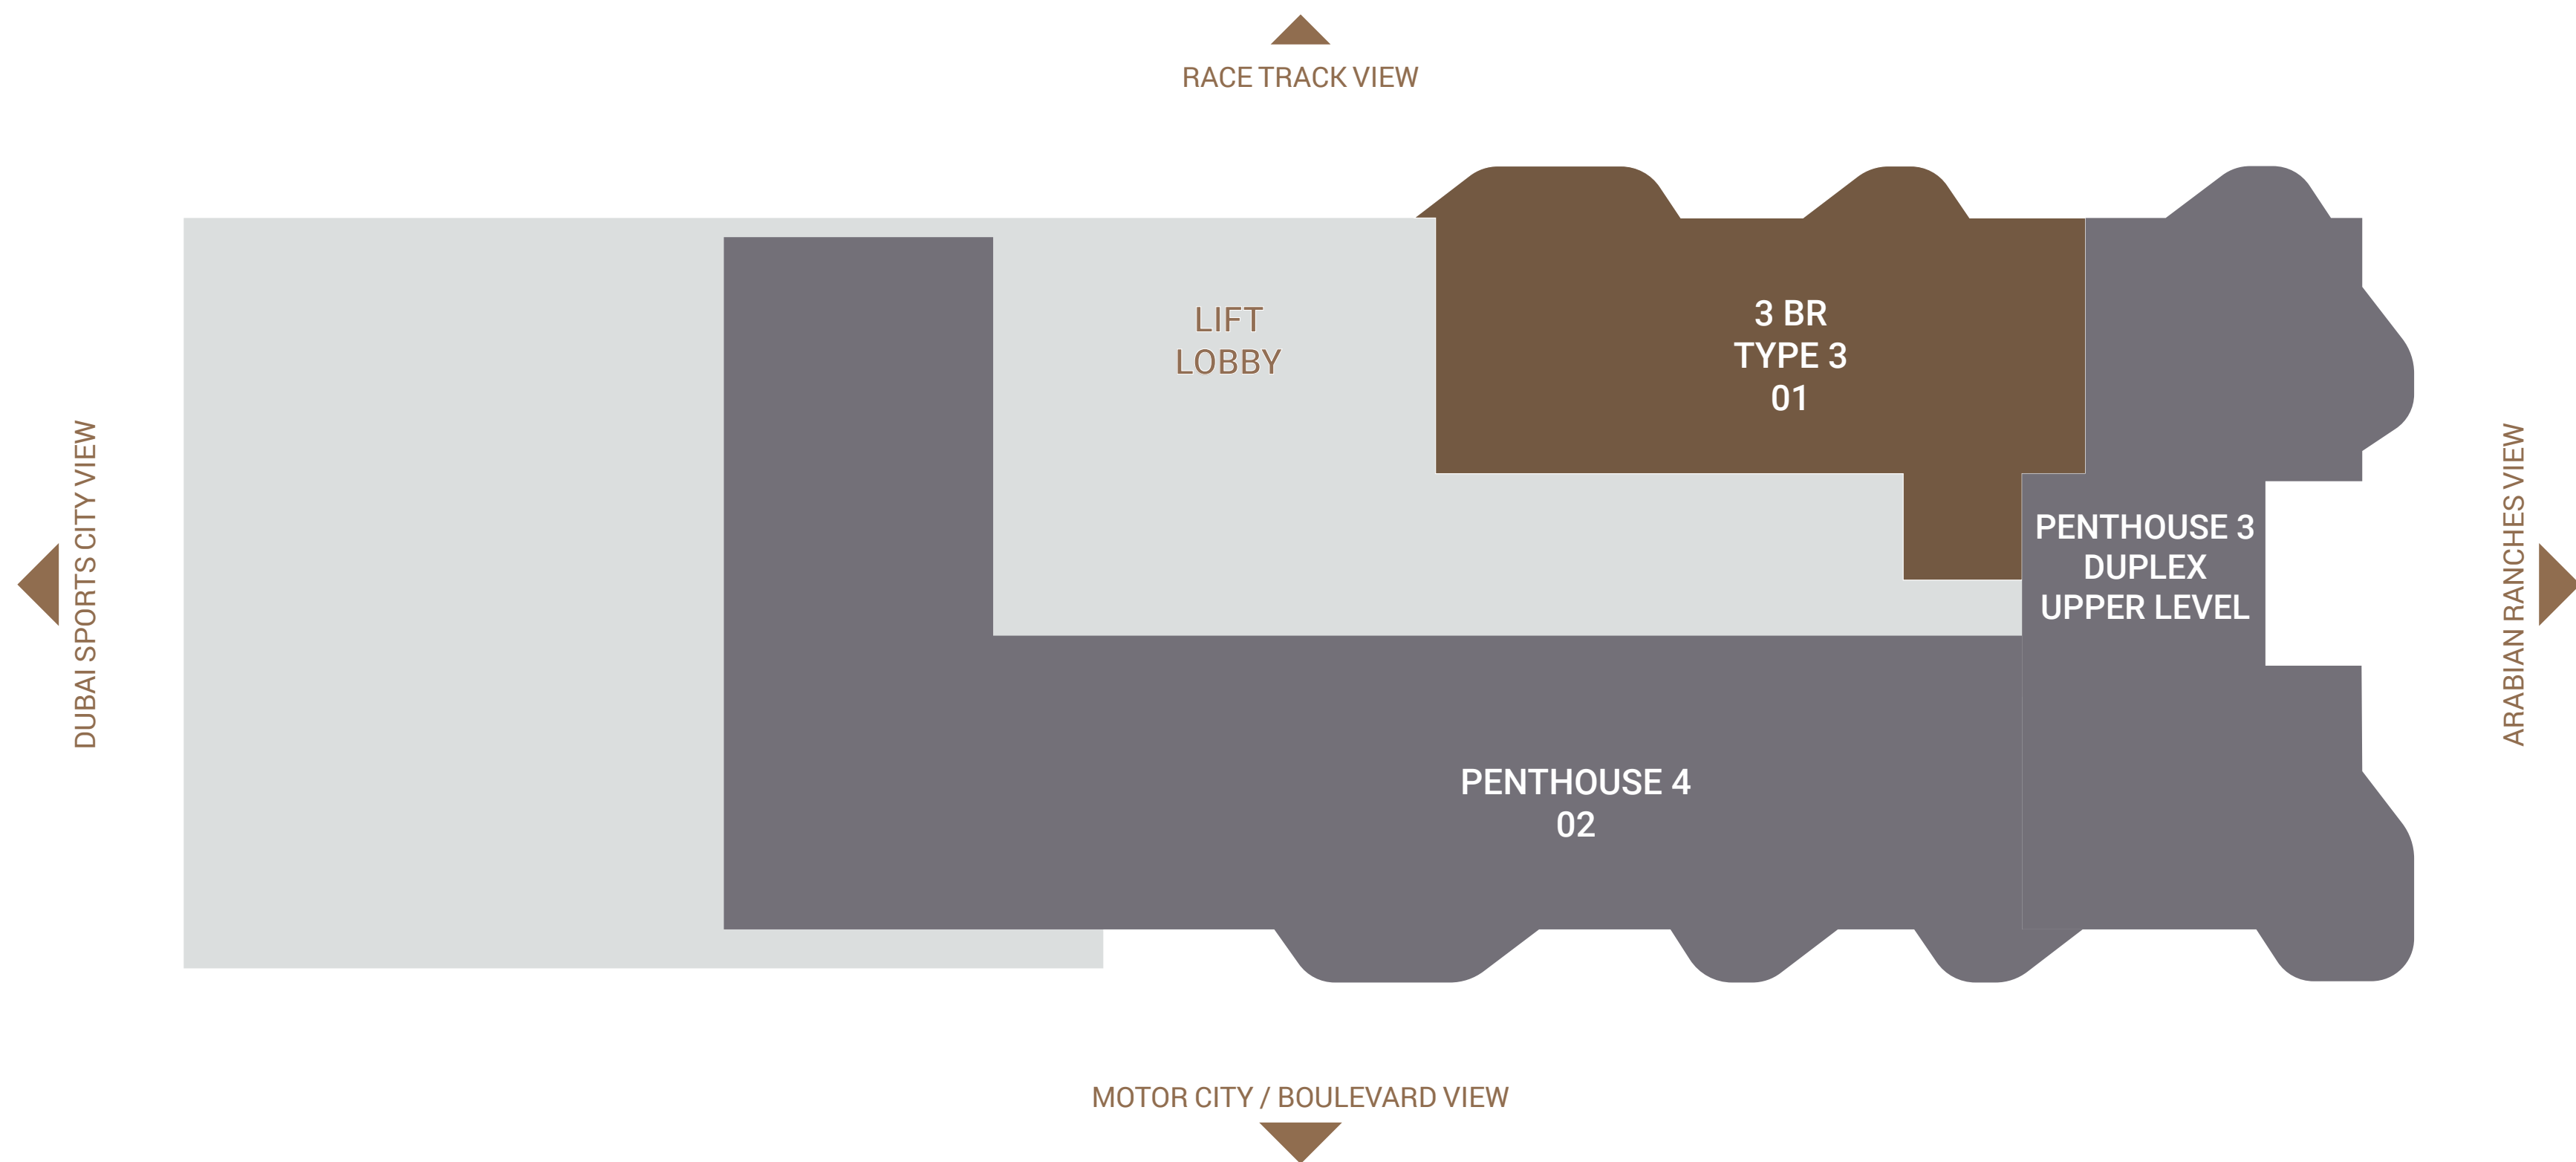 RACE TRACK VIEW
LIFT
LOBBY
3 BR
TYPE 3
01
DUBAI SPORTS CITY VIEW
PENTHOUSE 3
DUPLEX
UPPER LEVEL
ARABIAN RANCHES VIEW
PENTHOUSE 4
02
MOTOR CITY / BOULEVARD VIEW